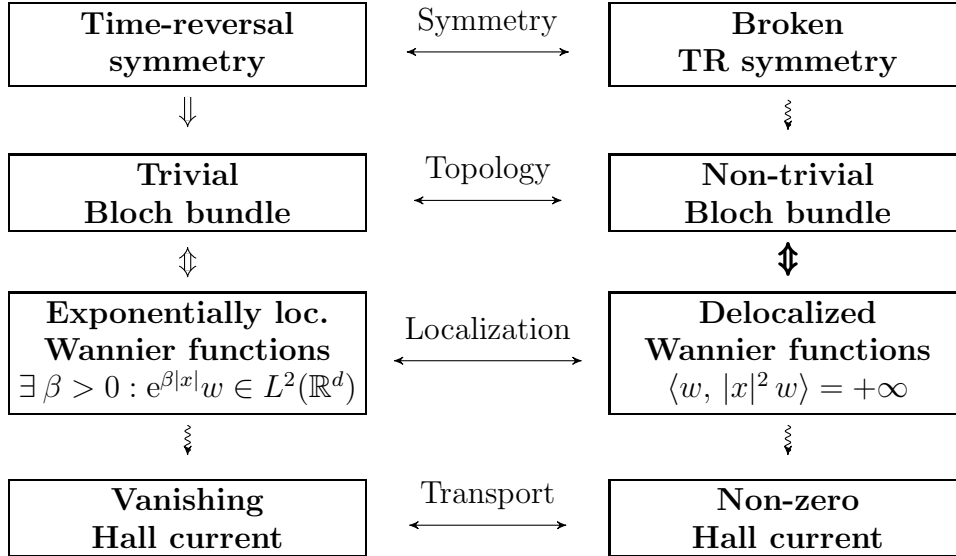 Time-reversal
symmetry
Symmetry
Broken
TR symmetry
Trivial
Bloch bundle
Topology
Non-trivial
Bloch bundle
Exponentially loc.
Wannier functions
∃ β > 0 : e^{β|x|}w ∈ L²(ℝ^d)
Localization
Delocalized
Wannier functions
⟨w, |x|² w⟩ = +∞
Vanishing
Hall current
Transport
Non-zero
Hall current